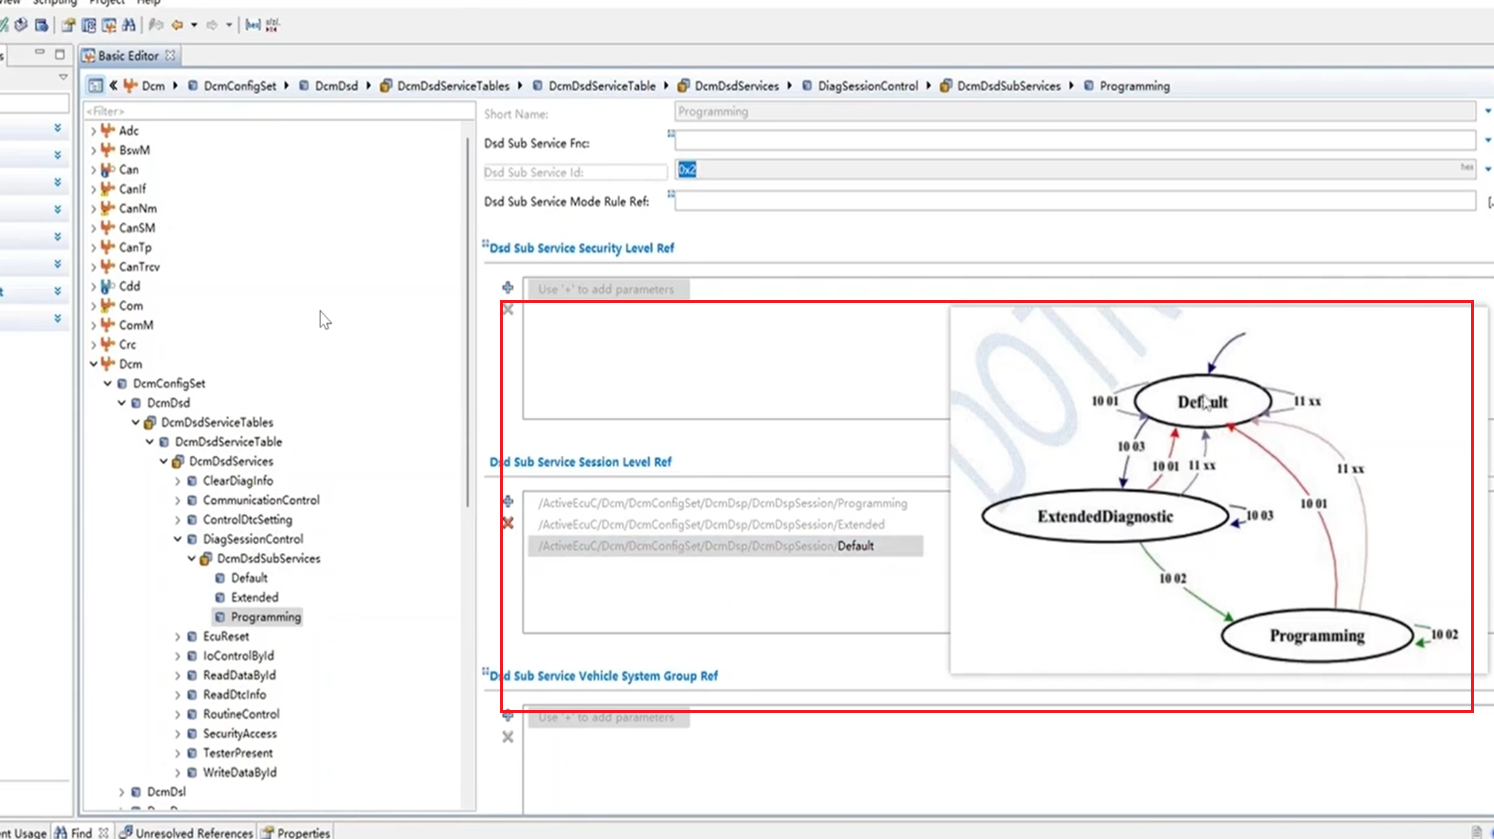 View Scripting Project Help
Basic Editor
Dcm DcmConfigSet DcmDsd DcmDsdServiceTables DcmDsdServiceTable DcmDsdServices DiagSessionControl DcmDsdSubServices Programming
<Filter>
Adc
BswM
Can
CanIf
CanNm
CanSM
CanTp
CanTrcv
Cdd
Com
ComM
Crc
Dcm
DcmConfigSet
DcmDsd
DcmDsdServiceTables
DcmDsdServiceTable
DcmDsdServices
ClearDiagInfo
CommunicationControl
ControlDtcSetting
DiagSessionControl
DcmDsdSubServices
Default
Extended
Programming
EcuReset
IoControlById
ReadDataById
ReadDtcInfo
RoutineControl
SecurityAccess
TesterPresent
WriteDataById
DcmDsl
Short Name: Programming
Dsd Sub Service Fnc:
Dsd Sub Service Id: 0x2 hex
Dsd Sub Service Mode Rule Ref:
Dsd Sub Service Security Level Ref
Use '+' to add parameters
Dsd Sub Service Session Level Ref
/ActiveEcuC/Dcm/DcmConfigSet/DcmDsp/DcmDspSession/Programming
/ActiveEcuC/Dcm/DcmConfigSet/DcmDsp/DcmDspSession/Extended
/ActiveEcuC/Dcm/DcmConfigSet/DcmDsp/DcmDspSession/Default
Dsd Sub Service Vehicle System Group Ref
Use '+' to add parameters
10 01
Default
11 xx
10 03
10 01
11 xx
11 xx
10 01
ExtendedDiagnostic
10 03
10 02
Programming
10 02
Usage Find Unresolved References Properties